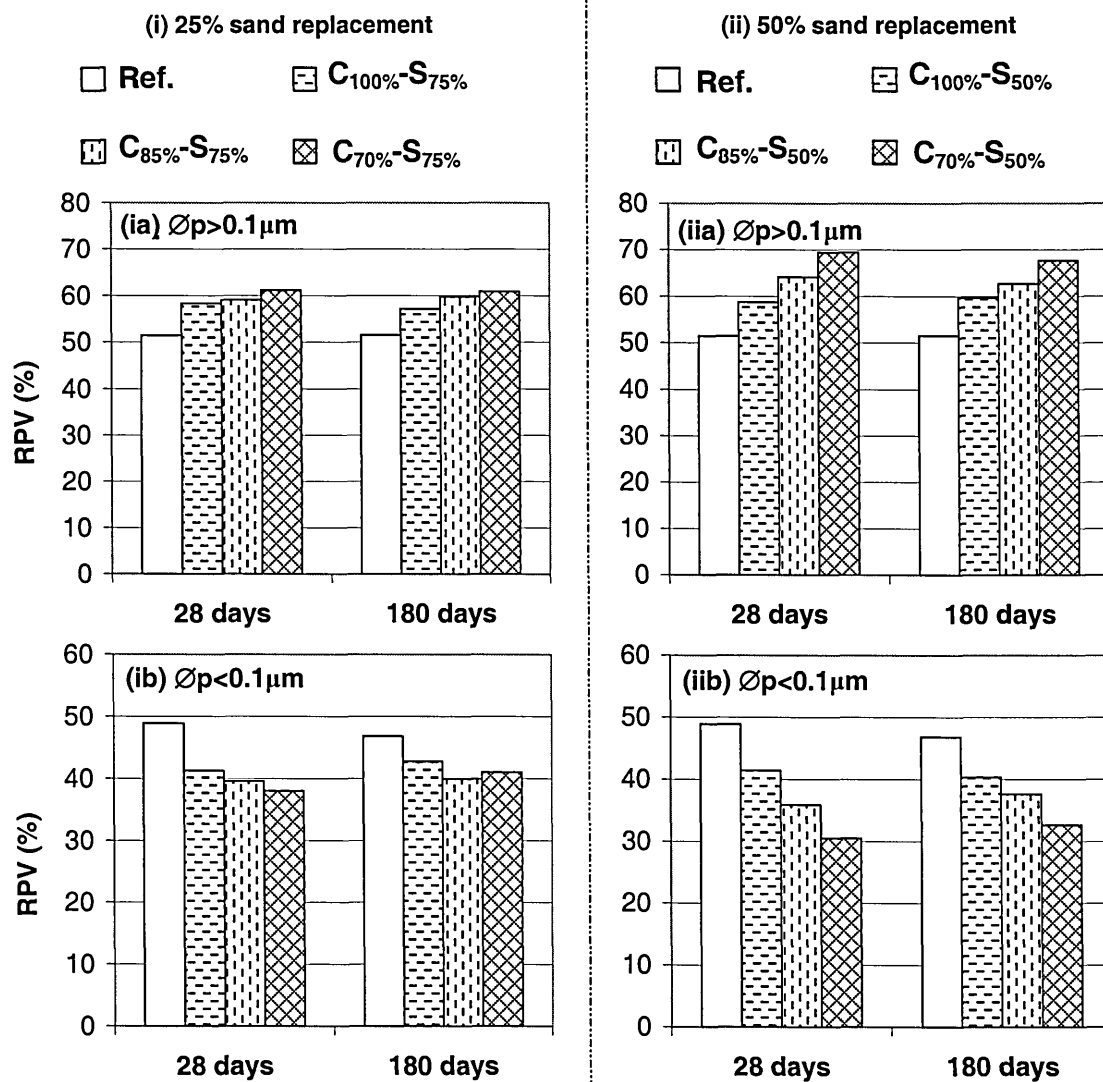 (i) 25% sand replacement
Ref.
C100%-S75%
C85%-S75%
C70%-S75%
(ia) Øp>0.1μm
RPV (%)
80
70
60
50
40
30
20
10
0
28 days
180 days
(ib) Øp<0.1μm
RPV (%)
60
50
40
30
20
10
0
28 days
180 days
(ii) 50% sand replacement
Ref.
C100%-S50%
C85%-S50%
C70%-S50%
(iia) Øp>0.1μm
80
70
60
50
40
30
20
10
0
28 days
180 days
(iib) Øp<0.1μm
60
50
40
30
20
10
0
28 days
180 days